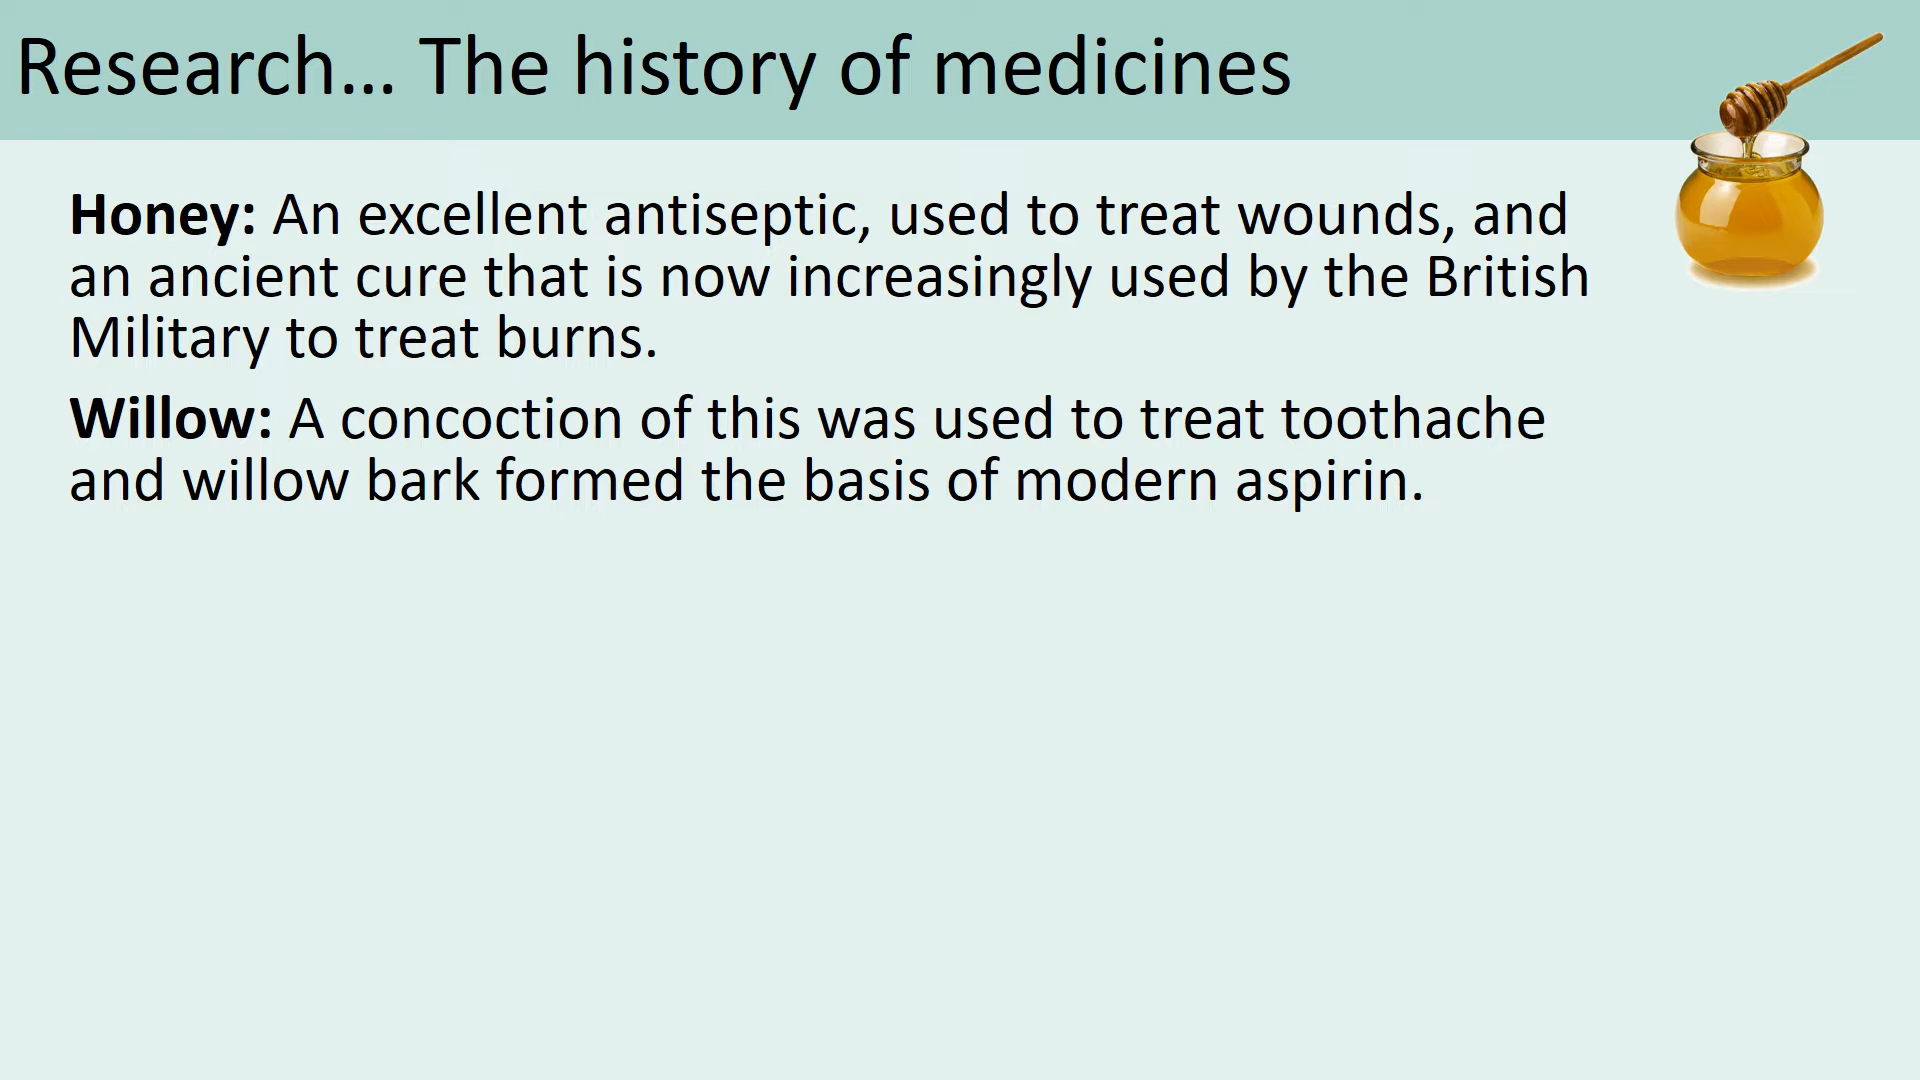 Research... The history of medicines
Honey: An excellent antiseptic, used to treat wounds, and
an ancient cure that is now increasingly used by the British
Military to treat burns.
Willow: A concoction of this was used to treat toothache
and willow bark formed the basis of modern aspirin.